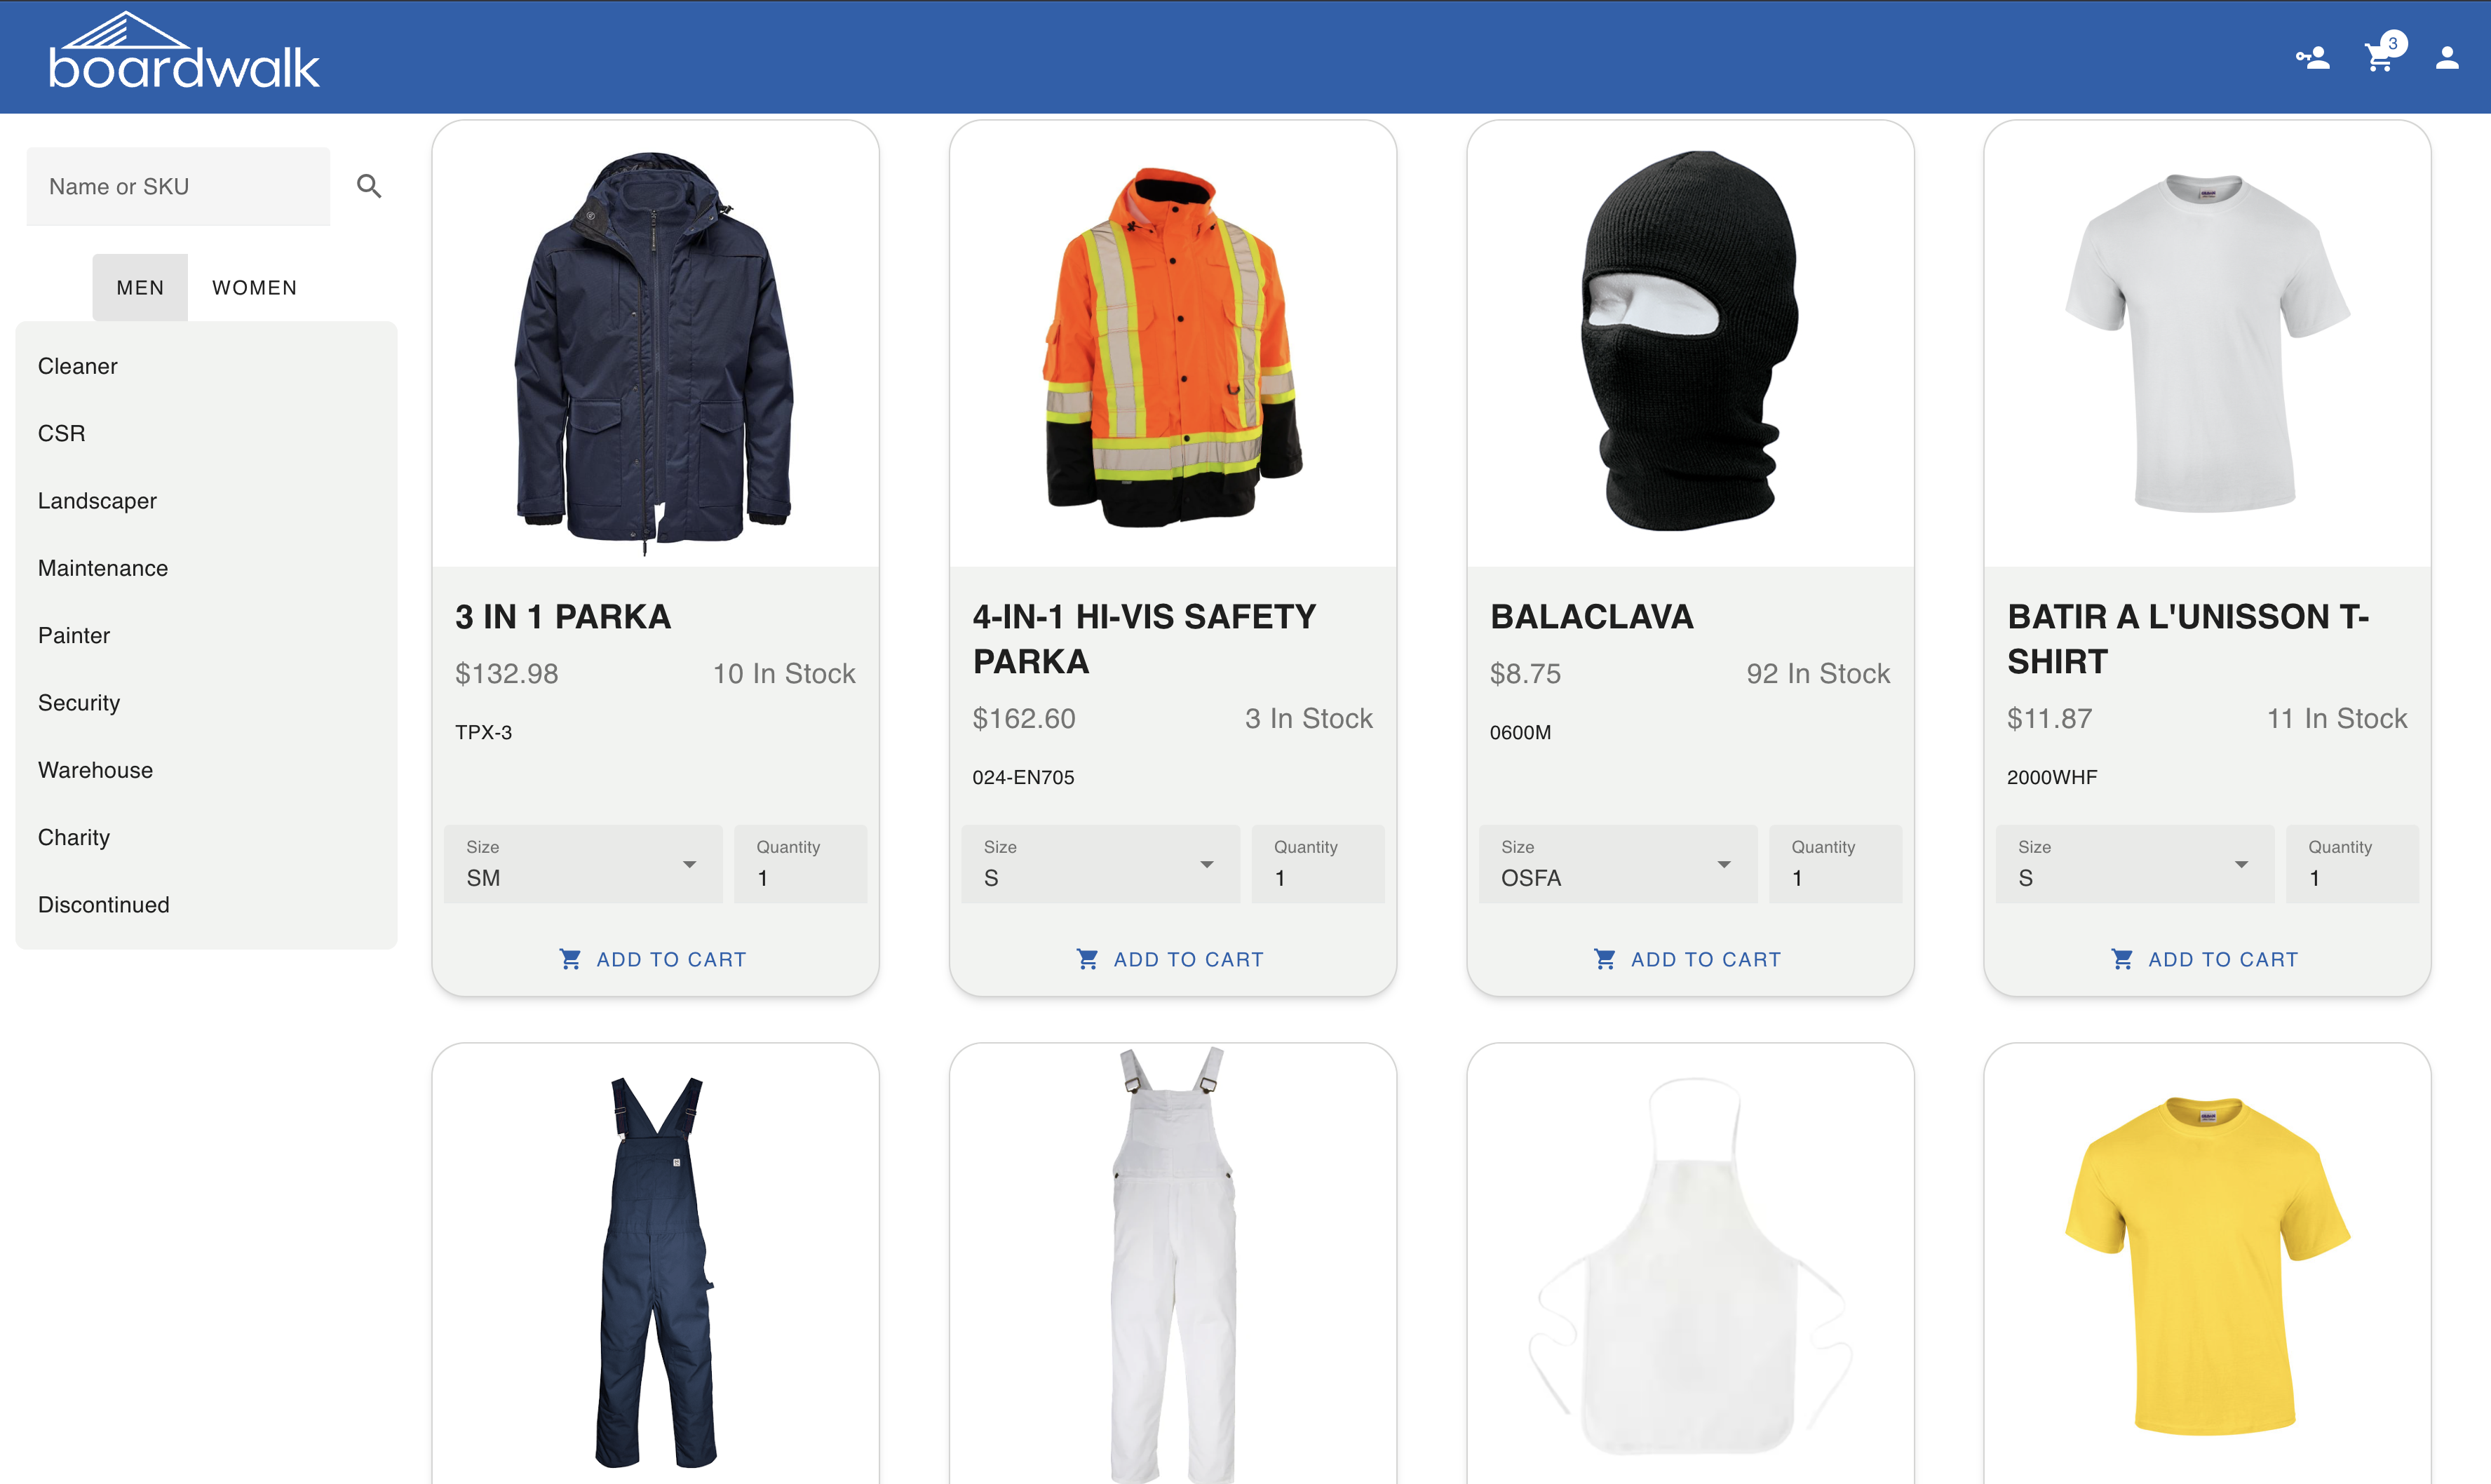 boardwalk
3
Name or SKU
MEN
WOMEN
Cleaner
CSR
Landscaper
Maintenance
Painter
Security
Warehouse
Charity
Discontinued
3 IN 1 PARKA
$132.98
10 In Stock
TPX-3
Size
SM
Quantity
1
ADD TO CART
4-IN-1 HI-VIS SAFETY
PARKA
$162.60
3 In Stock
024-EN705
Size
S
Quantity
1
ADD TO CART
BALACLAVA
$8.75
92 In Stock
0600M
Size
OSFA
Quantity
1
ADD TO CART
BATIR A L'UNISSON T-
SHIRT
$11.87
11 In Stock
2000WHF
Size
S
Quantity
1
ADD TO CART